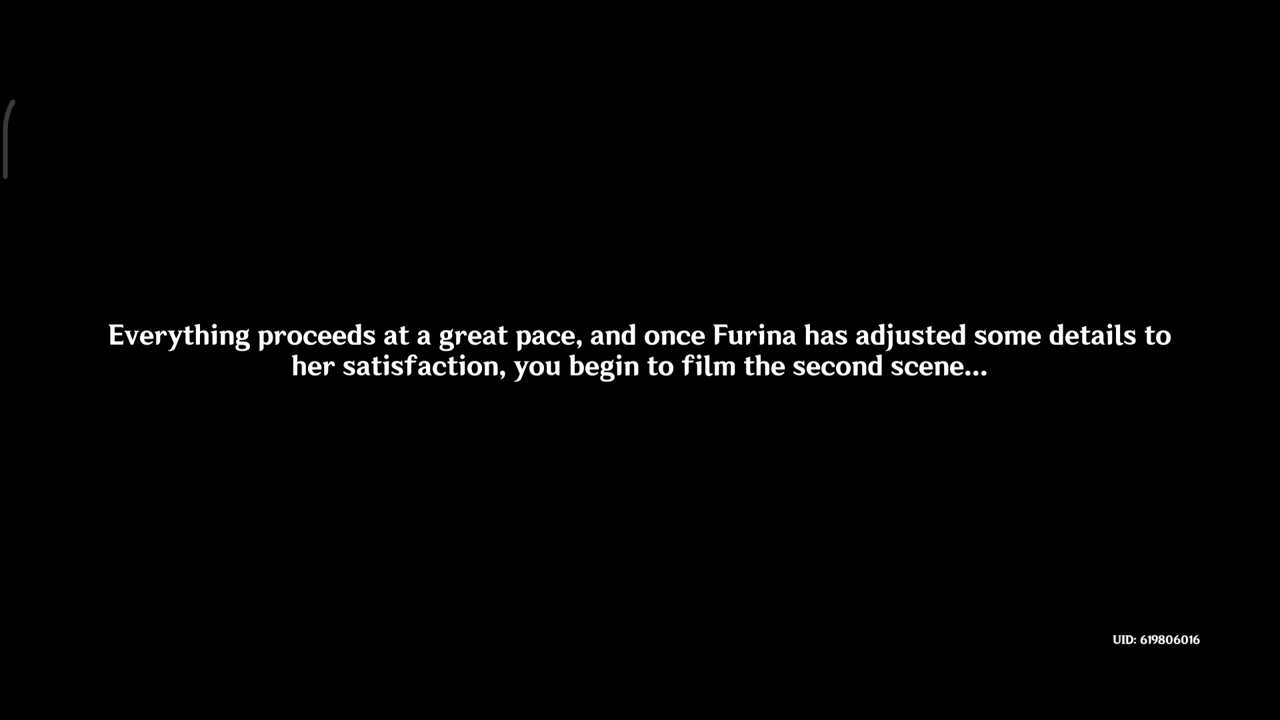 Everything proceeds at a great pace, and once Furina has adjusted some details to
her satisfaction, you begin to film the second scene...
UID: 619806016